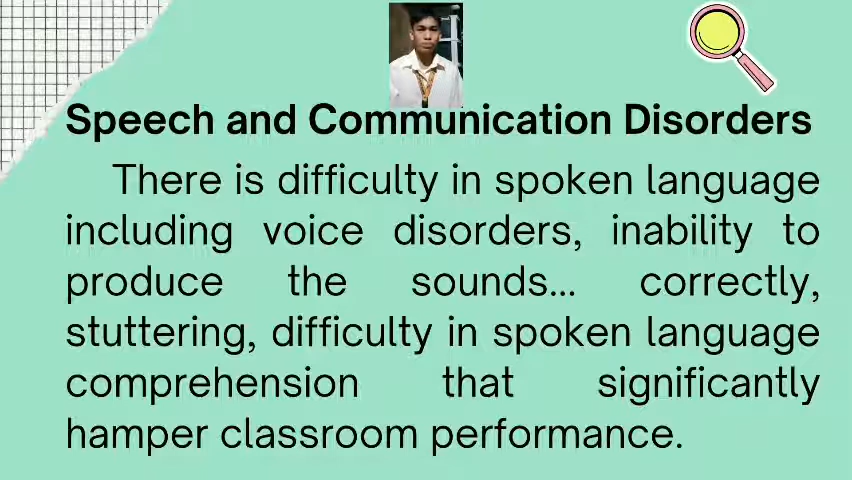 Speech and Communication Disorders
There is difficulty in spoken language
including voice disorders, inability to
produce the sounds... correctly,
stuttering, difficulty in spoken language
comprehension that significantly
hamper classroom performance.